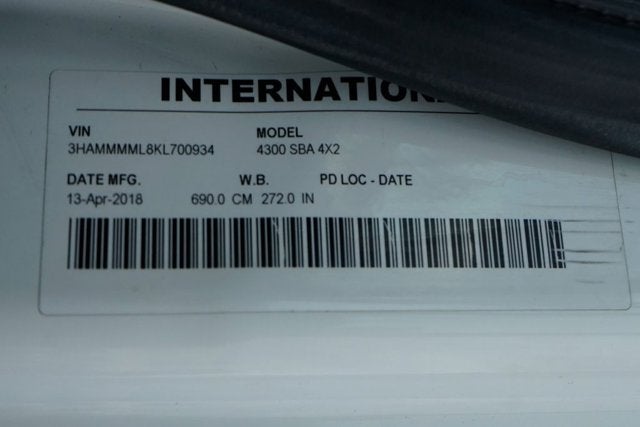 INTERNATIONA
VIN MODEL
3HAMMMML8KL700934 4300 SBA 4X2
DATE MFG. W.B. PD LOC - DATE
13-Apr-2018 690.0 CM 272.0 IN